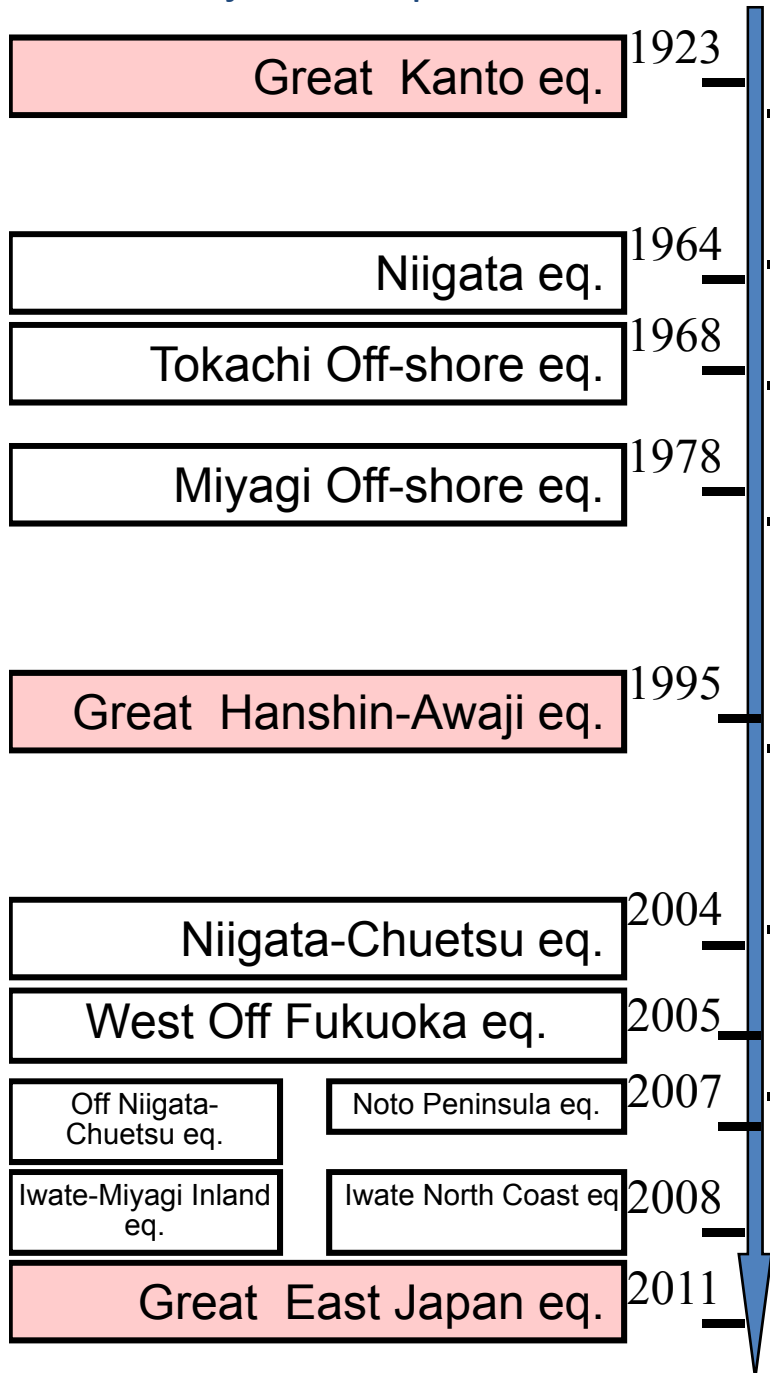 1923
Great Kanto eq.
1964
Niigata eq.
1968
Tokachi Off-shore eq.
1978
Miyagi Off-shore eq.
1995
Great Hanshin-Awaji eq.
2004
Niigata-Chuetsu eq.
2005
West Off Fukuoka eq.
2007
Off Niigata-
Chuetsu eq.
Noto Peninsula eq.
2008
Iwate-Miyagi Inland
eq.
Iwate North Coast eq
2011
Great East Japan eq.